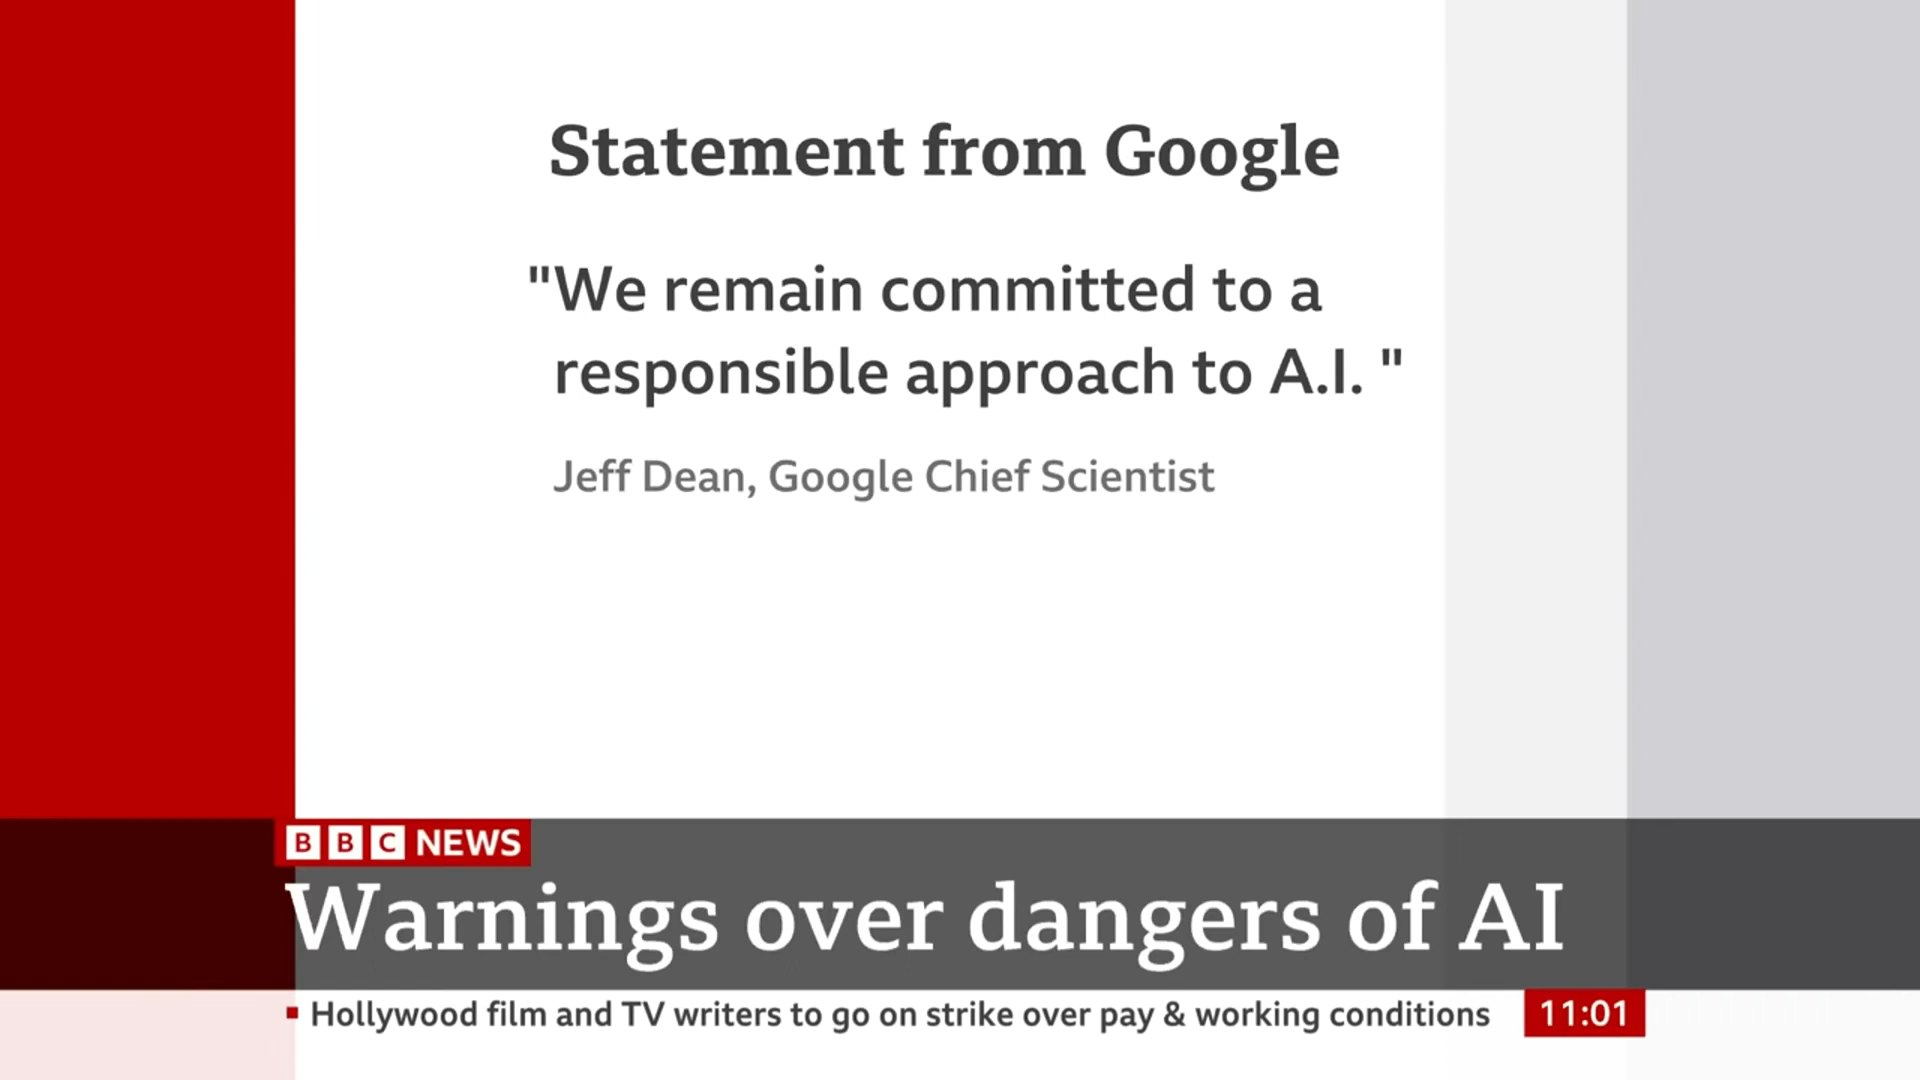 Statement from Google
"We remain committed to a
responsible approach to A.I. "
Jeff Dean, Google Chief Scientist
BBC NEWS
Warnings over dangers of AI
Hollywood film and TV writers to go on strike over pay & working conditions
11:01